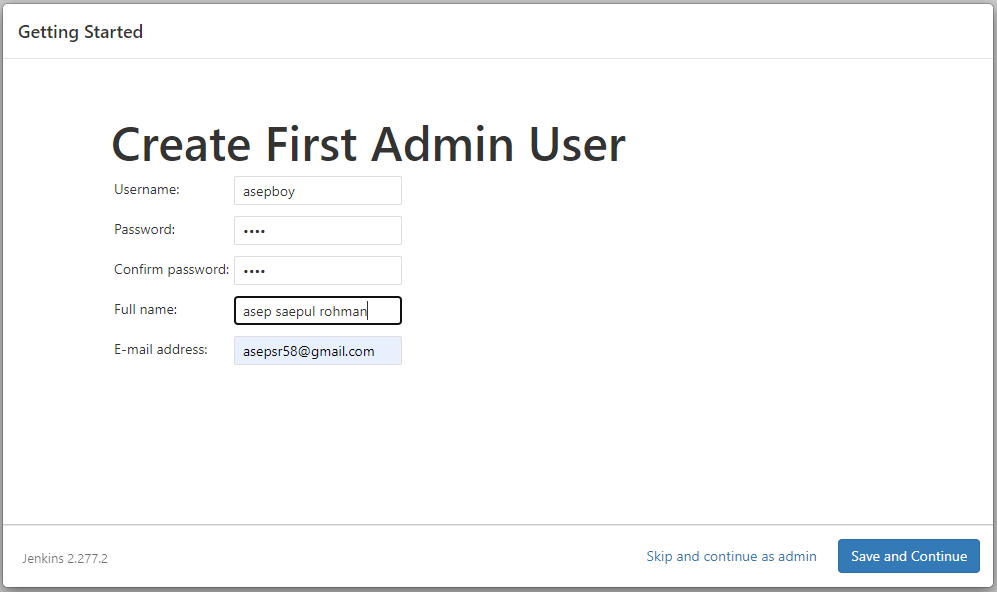 Getting Started
Create First Admin User
Username: asepboy
Password: ••••
Confirm password: ••••
Full name: asep saepul rohman
E-mail address: asepsr58@gmail.com
Jenkins 2.277.2 Skip and continue as admin Save and Continue